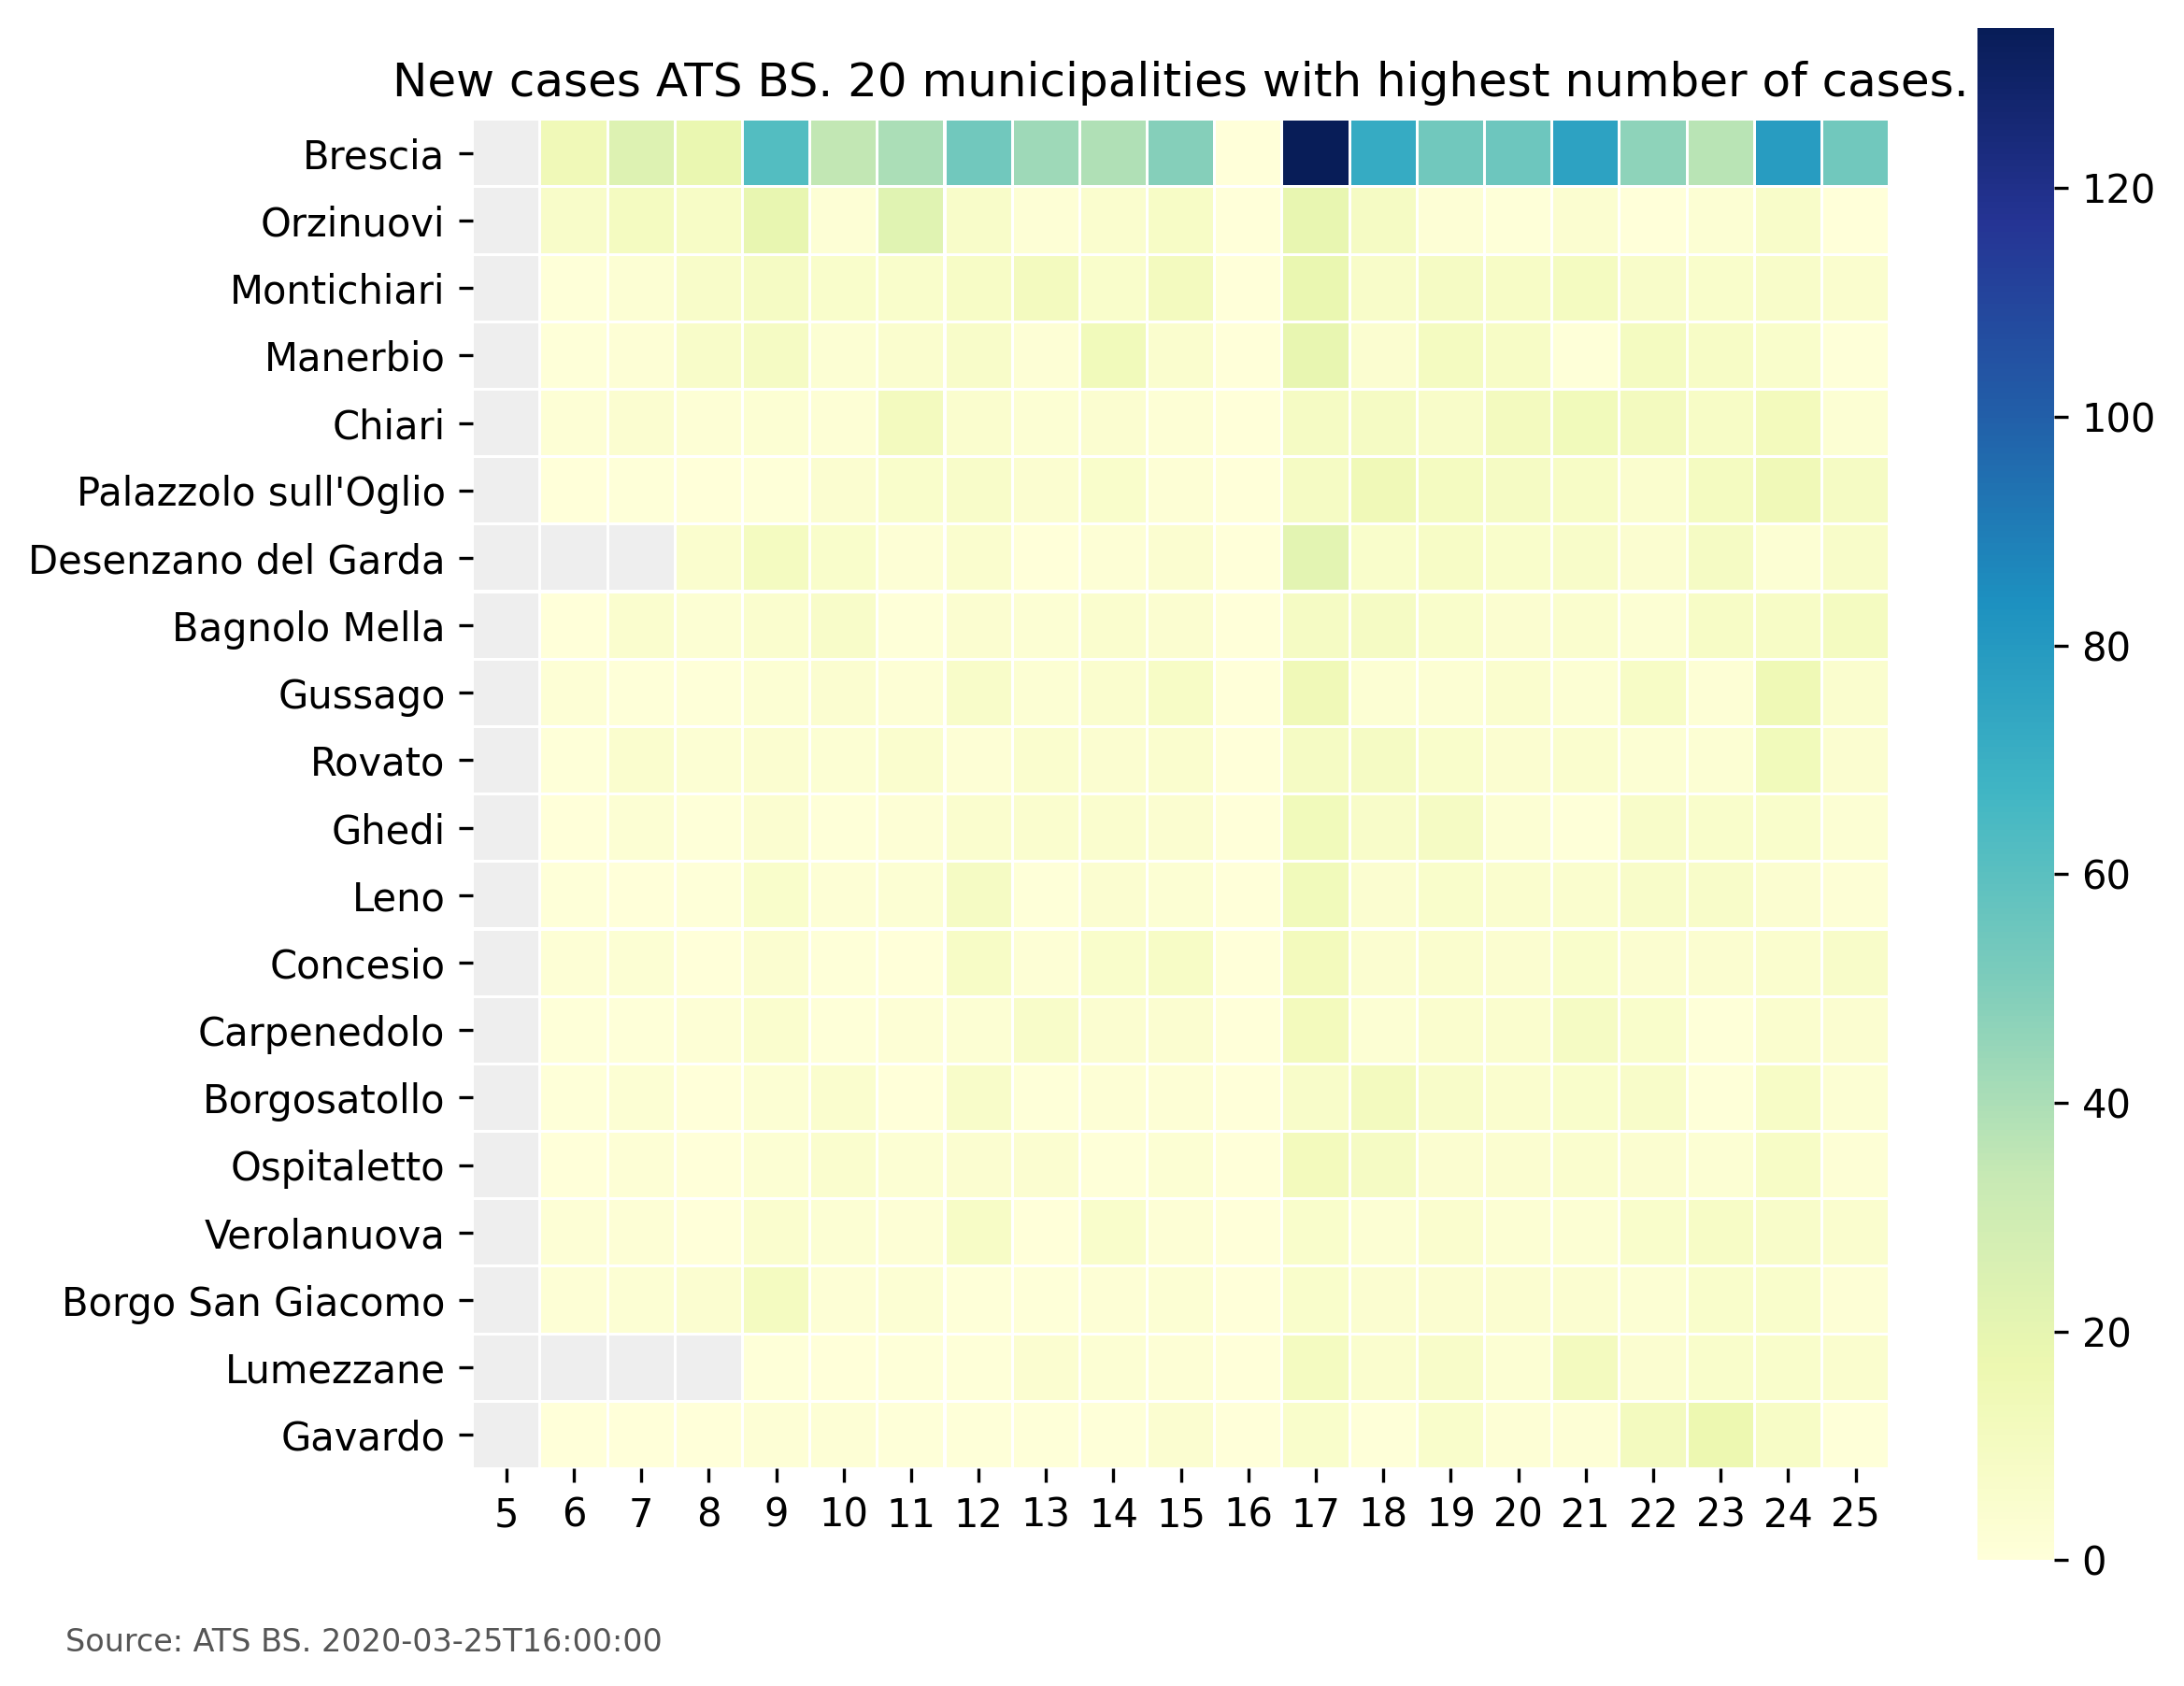 New cases ATS BS. 20 municipalities with highest number of cases.
Brescia
Orzinuovi
Montichiari
Manerbio
Chiari
Palazzolo sull'Oglio
Desenzano del Garda
Bagnolo Mella
Gussago
Rovato
Ghedi
Leno
Concesio
Carpenedolo
Borgosatollo
Ospitaletto
Verolanuova
Borgo San Giacomo
Lumezzane
Gavardo
5 6 7 8 9 10 11 12 13 14 15 16 17 18 19 20 21 22 23 24 25
120
100
80
60
40
20
0
Source: ATS BS. 2020-03-25T16:00:00